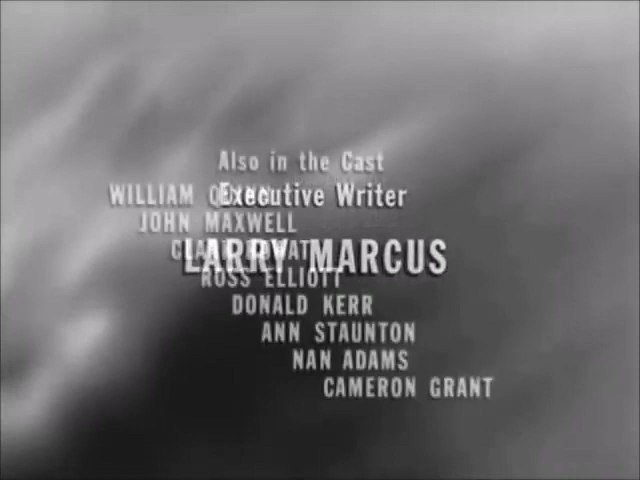 Also in the Cast
WILLIAM
Executive Writer
JOHN MAXWELL
LARRY MARCUS
ROSS ELLIOTT
DONALD KERR
ANN STAUNTON
NAN ADAMS
CAMERON GRANT